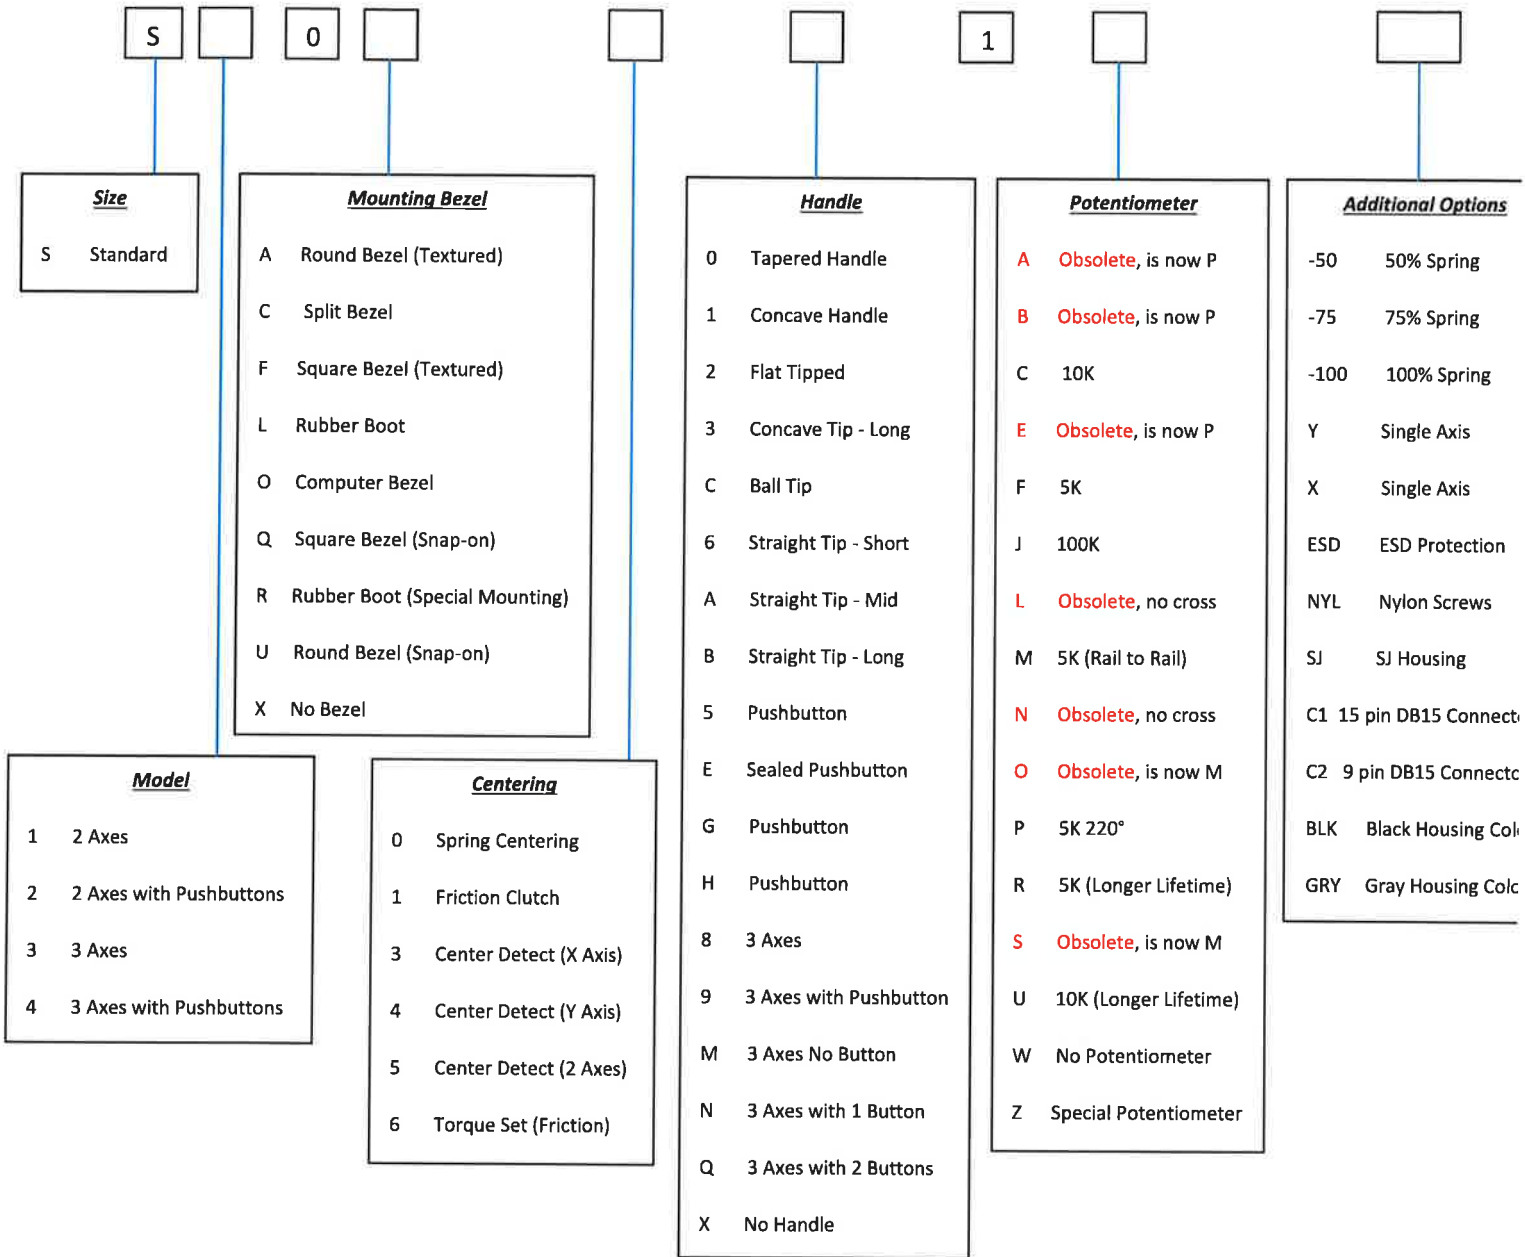 S 0 1
Size
S Standard
Mounting Bezel
A Round Bezel (Textured)
C Split Bezel
F Square Bezel (Textured)
L Rubber Boot
O Computer Bezel
Q Square Bezel (Snap-on)
R Rubber Boot (Special Mounting)
U Round Bezel (Snap-on)
X No Bezel
Model
1 2 Axes
2 2 Axes with Pushbuttons
3 3 Axes
4 3 Axes with Pushbuttons
Centering
0 Spring Centering
1 Friction Clutch
3 Center Detect (X Axis)
4 Center Detect (Y Axis)
5 Center Detect (2 Axes)
6 Torque Set (Friction)
Handle
0 Tapered Handle
1 Concave Handle
2 Flat Tipped
3 Concave Tip - Long
C Ball Tip
6 Straight Tip - Short
A Straight Tip - Mid
B Straight Tip - Long
5 Pushbutton
E Sealed Pushbutton
G Pushbutton
H Pushbutton
8 3 Axes
9 3 Axes with Pushbutton
M 3 Axes No Button
N 3 Axes with 1 Button
Q 3 Axes with 2 Buttons
X No Handle
Potentiometer
A Obsolete, is now P
B Obsolete, is now P
C 10K
E Obsolete, is now P
F 5K
J 100K
L Obsolete, no cross
M 5K (Rail to Rail)
N Obsolete, no cross
O Obsolete, is now M
P 5K 220°
R 5K (Longer Lifetime)
S Obsolete, is now M
U 10K (Longer Lifetime)
W No Potentiometer
Z Special Potentiometer
Additional Options
-50 50% Spring
-75 75% Spring
-100 100% Spring
Y Single Axis
X Single Axis
ESD ESD Protection
NYL Nylon Screws
SJ SJ Housing
C1 15 pin DB15 Connect
C2 9 pin DB15 Connect
BLK Black Housing Col
GRY Gray Housing Colo